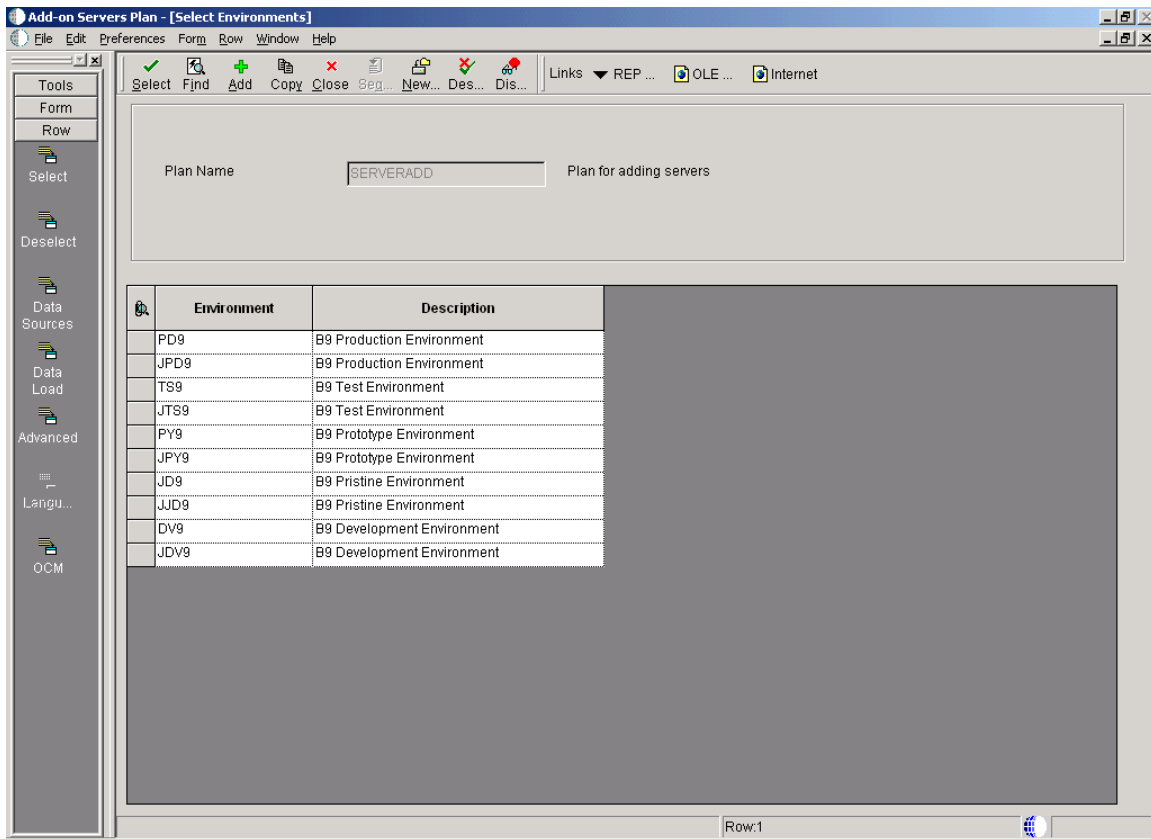 Add-on Servers Plan - [Select Environments]
File Edit Preferences Form Row Window Help
Select Find Add Copy Close Seq... New... Des... Dis... Links REP ... OLE ... Internet
Tools
Form
Row
Select
Deselect
Data
Sources
Data
Load
Advanced
Langu...
OCM
Plan Name SERVERADD Plan for adding servers
Environment Description
PD9 B9 Production Environment
JPD9 B9 Production Environment
TS9 B9 Test Environment
JTS9 B9 Test Environment
PY9 B9 Prototype Environment
JPY9 B9 Prototype Environment
JD9 B9 Pristine Environment
JJD9 B9 Pristine Environment
DV9 B9 Development Environment
JDV9 B9 Development Environment
Row:1